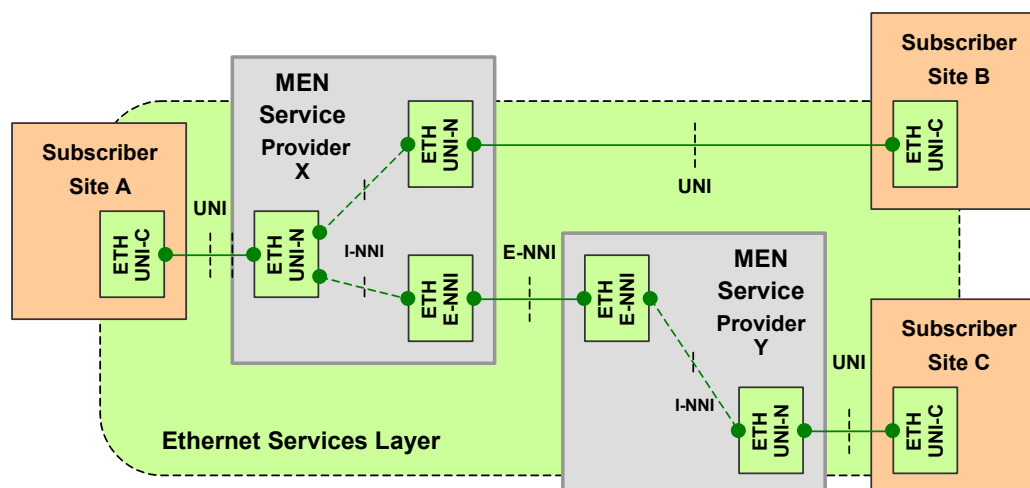 MEN
Service
Provider
X
Subscriber
Site B
ETH
UNI-N
ETH
UNI-C
Subscriber
Site A
UNI
UNI
ETH
UNI-C
ETH
UNI-N
I-NNI
ETH
E-NNI
E-NNI
ETH
E-NNI
MEN
Service
Provider
Y
Subscriber
Site C
UNI
I-NNI
ETH
UNI-N
ETH
UNI-C
Ethernet Services Layer